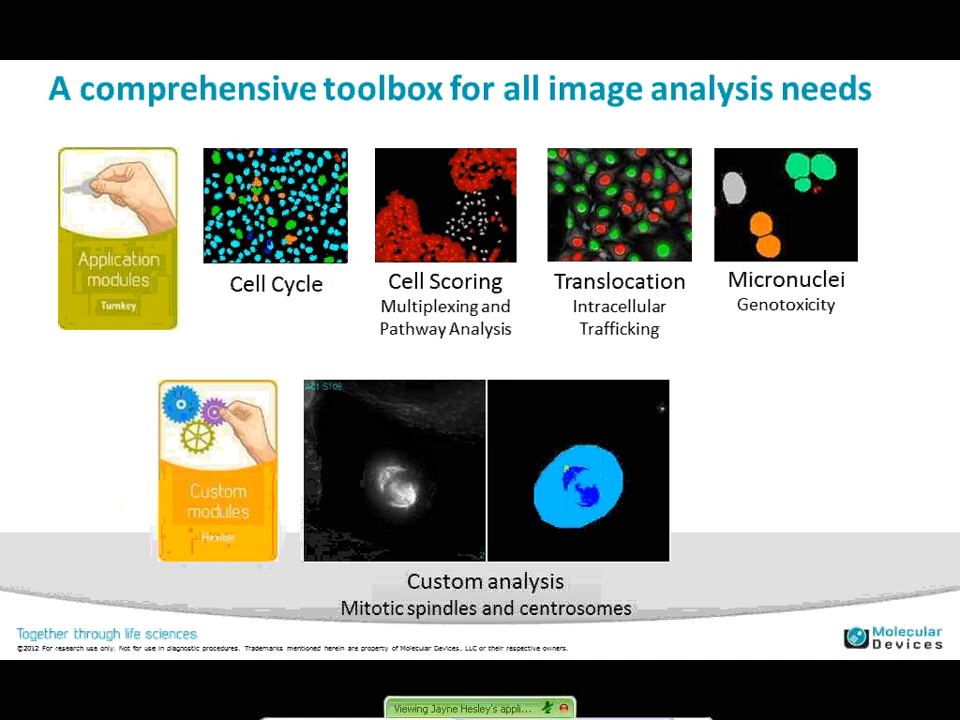 A comprehensive toolbox for all image analysis needs
Application
modules
Turnkey
Cell Cycle
Cell Scoring
Multiplexing and
Pathway Analysis
Translocation
Intracellular
Trafficking
Micronuclei
Genotoxicity
Custom
modules
Flexible
Custom analysis
Mitotic spindles and centrosomes
Together through life sciences
©2012 For research use only. Not for use in diagnostic procedures. Trademarks mentioned herein are property of Molecular Devices, LLC or their respective owners.
Molecular
Devices
Viewing Jayne Hesley's appli...